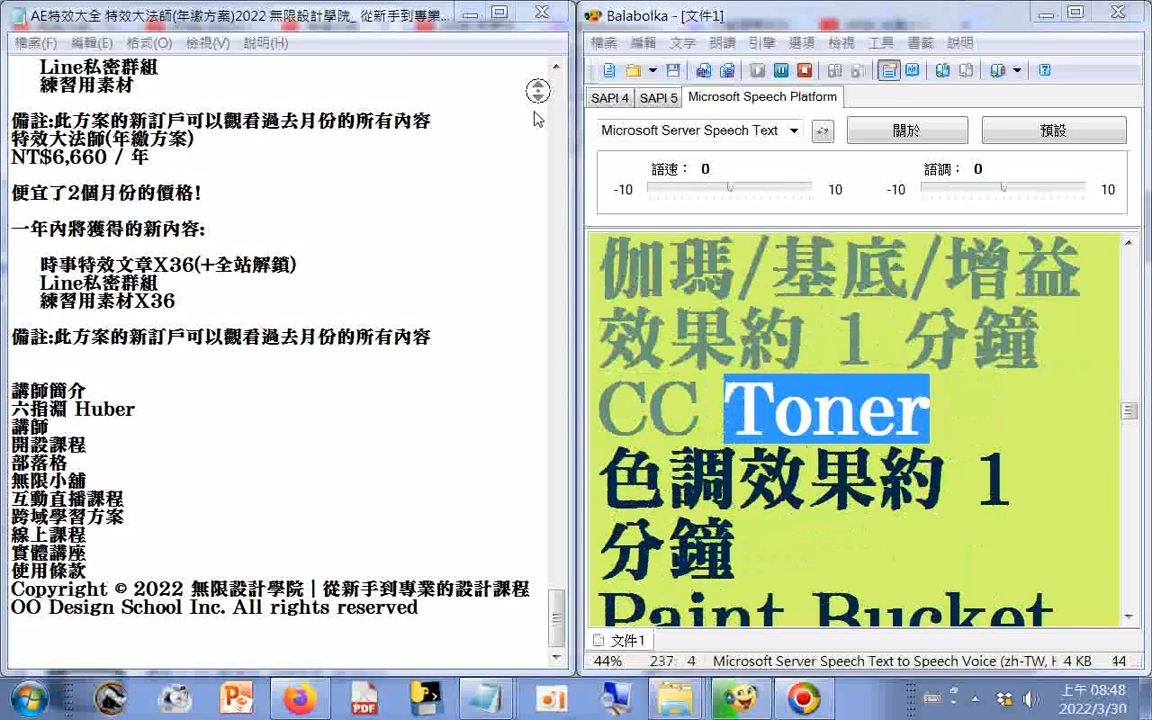 AE特效大全 特效大法師(年繳方案)2022 無限設計學院_ 從新手到專業...
檔案(F) 編輯(E) 格式(O) 檢視(V) 說明(H)
Line私密群組
練習用素材
備註:此方案的新訂戶可以觀看過去月份的所有內容
特效大法師(年繳方案)
NT$6,660 / 年
便宜了2個月份的價格!
一年內將獲得的新內容:
時事特效文章X36(+全站解鎖)
Line私密群組
練習用素材X36
備註:此方案的新訂戶可以觀看過去月份的所有內容
講師簡介
六指淵 Huber
講師
開設課程
部落格
無限小舖
互動直播課程
跨域學習方案
線上課程
實體講座
使用條款
Copyright © 2022 無限設計學院 | 從新手到專業的設計課程
OO Design School Inc. All rights reserved
Balabolka - [文件1]
檔案 編輯 文字 朗讀 引擎 選項 檢視 工具 書籤 說明
SAPI 4 SAPI 5 Microsoft Speech Platform
Microsoft Server Speech Text 關於 預設
語速： 0 語調： 0
-10 10 -10 10
伽瑪/基底/增益
效果約 1 分鐘
CC Toner
色調效果約 1
分鐘
Paint Bucket
文件1
44% 237: 4 Microsoft Server Speech Text to Speech Voice (zh-TW, H 4 KB 44
上午 08:48
2022/3/30